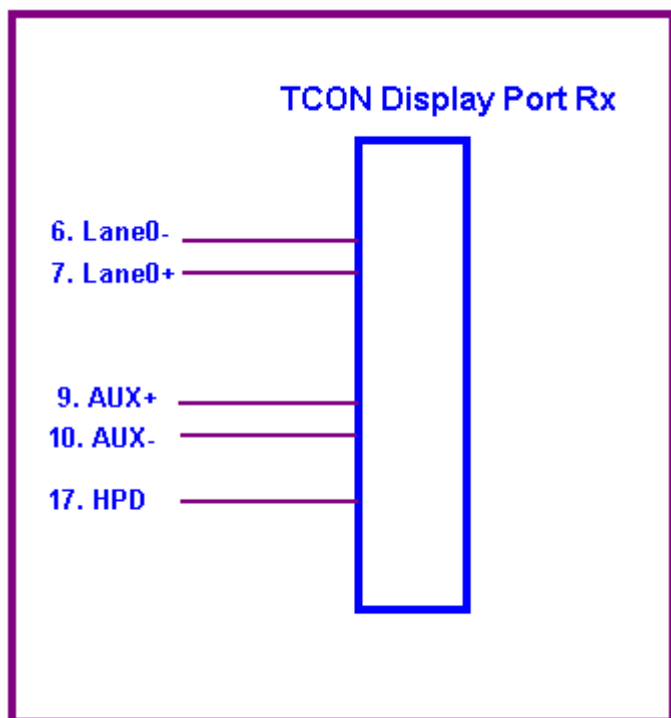 TCON Display Port Rx
6. Lane0-
7. Lane0+
9. AUX+
10. AUX-
17. HPD